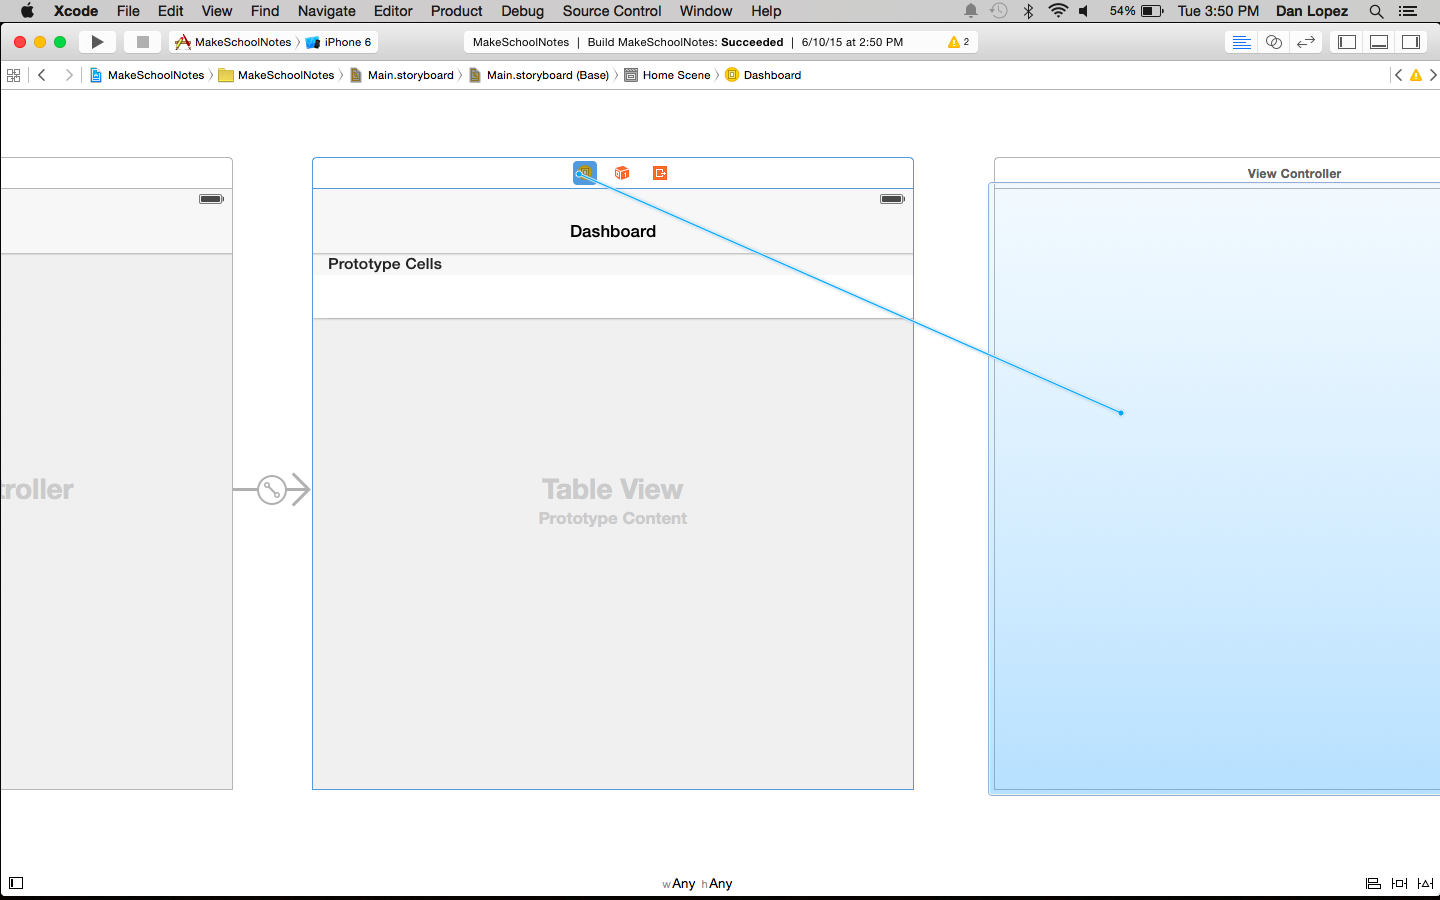 Xcode File Edit View Find Navigate Editor Product Debug Source Control Window Help 54% Tue 3:50 PM Dan Lopez
MakeSchoolNotes iPhone 6 MakeSchoolNotes | Build MakeSchoolNotes: Succeeded | 6/10/15 at 2:50 PM 2
MakeSchoolNotes MakeSchoolNotes Main.storyboard Main.storyboard (Base) Home Scene Dashboard
View Controller
Dashboard
Prototype Cells
troller
Table View
Prototype Content
wAny hAny